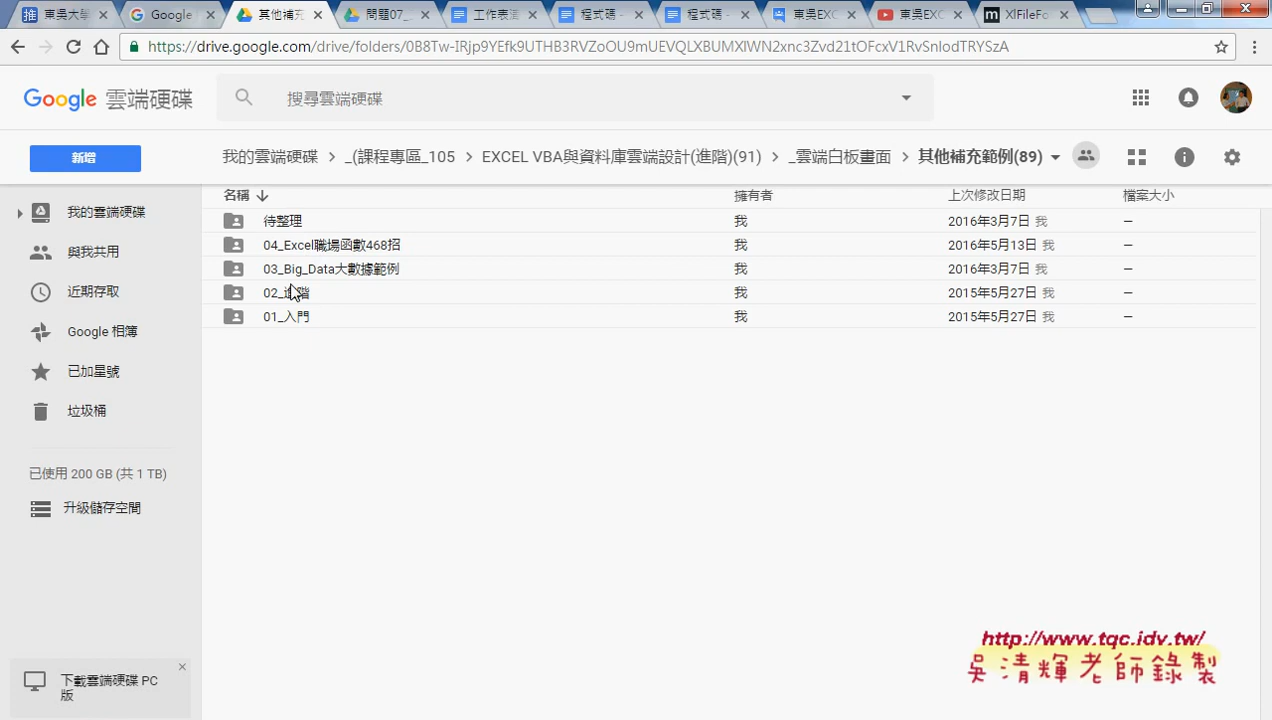 東吳大學
Google
其他補充
問題07_
工作表消
程式碼 -
程式碼 -
東吳EXC
東吳EXC
XlFileFo
https://drive.google.com/drive/folders/0B8Tw-IRjp9YEfk9UTHB3RVZoOU9mUEVQLXBUMXlWN2xnc3Zvd21tOFcxV1RvSnlodTRYSzA
Google 雲端硬碟
搜尋雲端硬碟
新增
我的雲端硬碟 > _(課程專區_105 > EXCEL VBA與資料庫雲端設計(進階)(91) > _雲端白板畫面 > 其他補充範例(89)
名稱 擁有者 上次修改日期 檔案大小
我的雲端硬碟
與我共用
近期存取
Google 相簿
已加星號
垃圾桶
已使用 200 GB (共 1 TB)
升級儲存空間
下載雲端硬碟 PC
版
待整理 我 2016年3月7日 我 —
04_Excel職場函數468招 我 2016年5月13日 我 —
03_Big_Data大數據範例 我 2016年3月7日 我 —
02_進階 我 2015年5月27日 我 —
01_入門 我 2015年5月27日 我 —
http://www.tqc.idv.tw/
吳清輝老師錄製